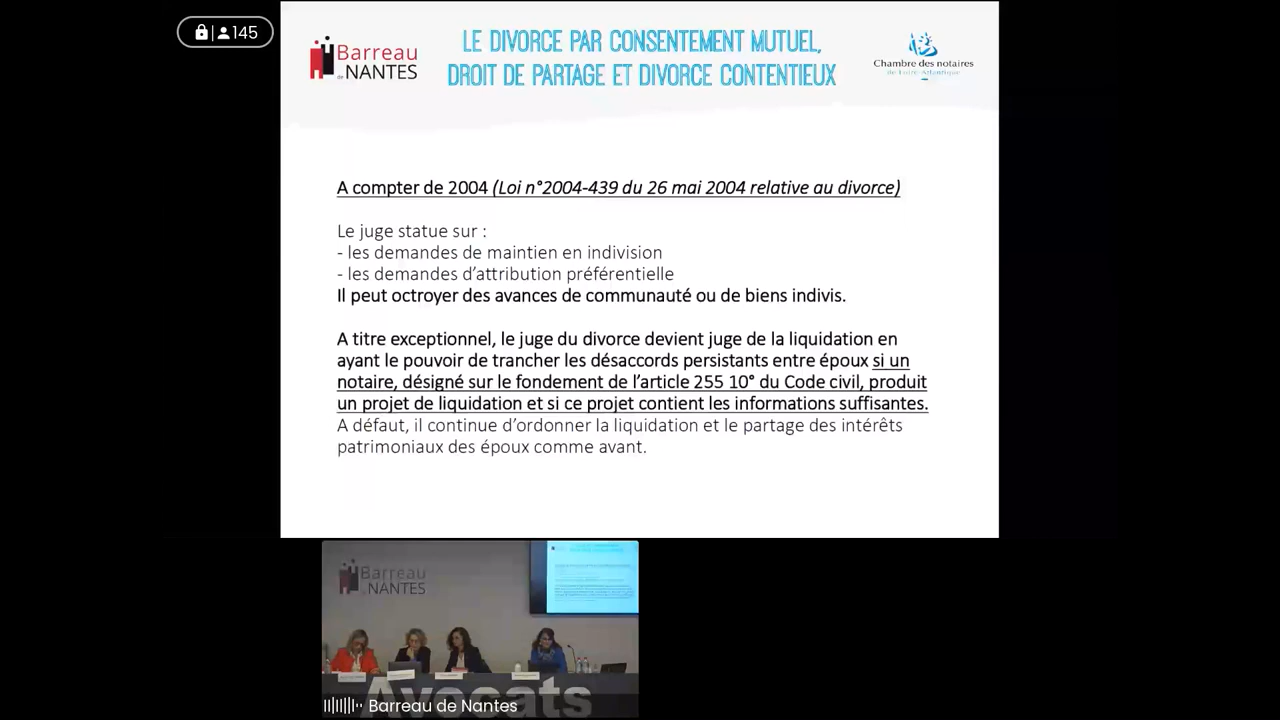 145
Barreau
de NANTES
LE DIVORCE PAR CONSENTEMENT MUTUEL,
DROIT DE PARTAGE ET DIVORCE CONTENTIEUX
Chambre des notaires
de Loire-Atlantique
A compter de 2004 (Loi n°2004-439 du 26 mai 2004 relative au divorce)
Le juge statue sur :
- les demandes de maintien en indivision
- les demandes d’attribution préférentielle
Il peut octroyer des avances de communauté ou de biens indivis.
A titre exceptionnel, le juge du divorce devient juge de la liquidation en
ayant le pouvoir de trancher les désaccords persistants entre époux si un
notaire, désigné sur le fondement de l’article 255 10° du Code civil, produit
un projet de liquidation et si ce projet contient les informations suffisantes.
A défaut, il continue d’ordonner la liquidation et le partage des intérêts
patrimoniaux des époux comme avant.
Barreau
de NANTES
Avocats
Barreau de Nantes